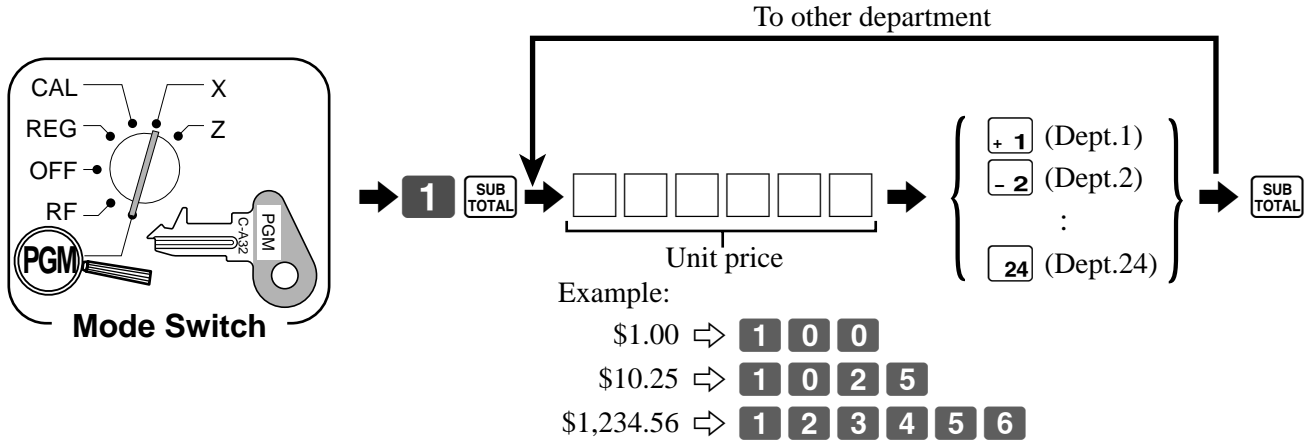 To other department
CAL
X
REG
Z
OFF
RF
PGM
PGM
C-A32
Mode Switch
1
SUB
TOTAL
Unit price
+ 1 (Dept.1)
- 2 (Dept.2)
:
24 (Dept.24)
SUB
TOTAL
Example:
$1.00 ⇨ 1 0 0
$10.25 ⇨ 1 0 2 5
$1,234.56 ⇨ 1 2 3 4 5 6